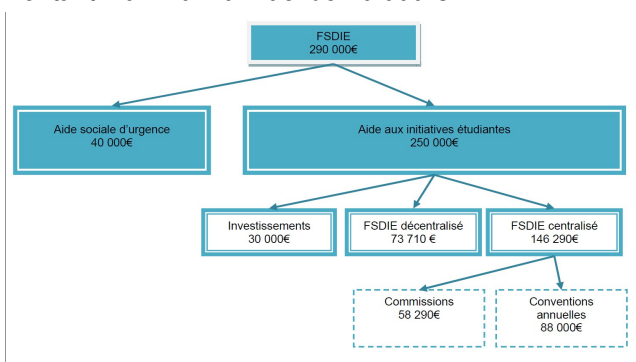 FSDIE
290 000€
Aide sociale d'urgence
40 000€
Aide aux initiatives étudiantes
250 000€
Investissements
30 000€
FSDIE décentralisé
73 710 €
FSDIE centralisé
146 290€
Commissions
58 290€
Conventions
annuelles
88 000€